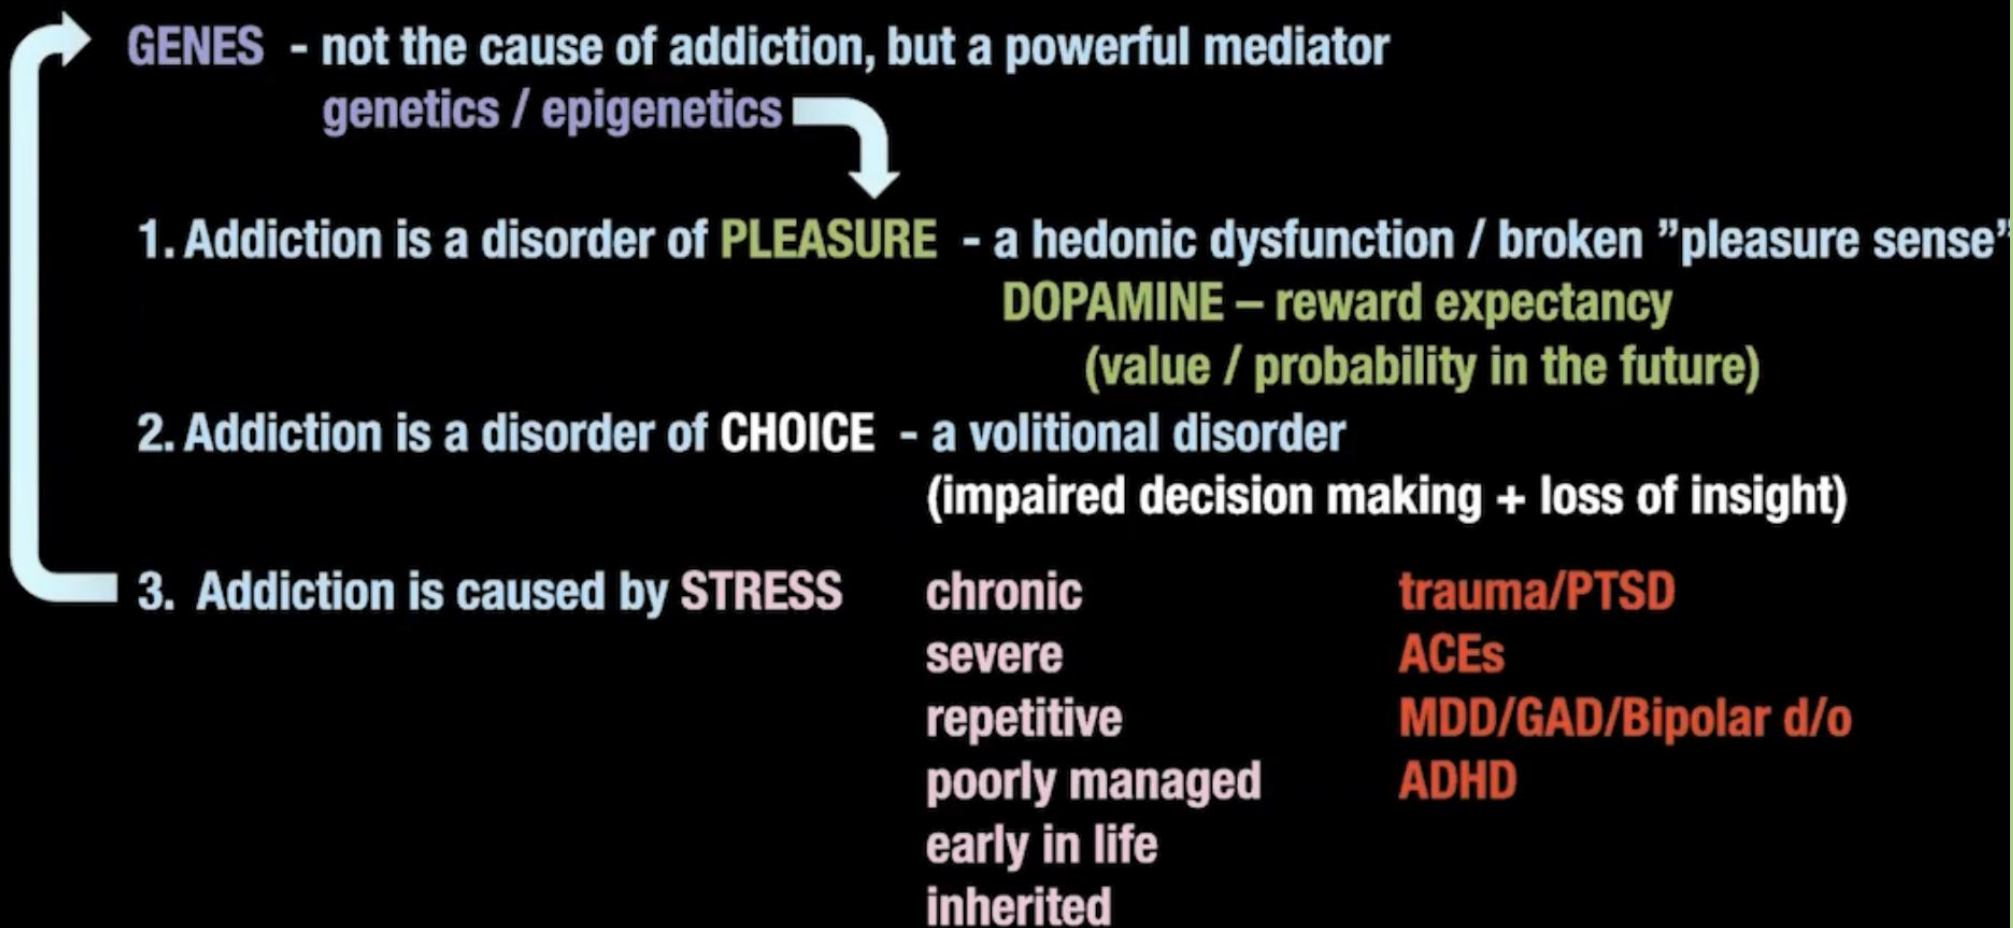 GENES - not the cause of addiction, but a powerful mediator
genetics / epigenetics
1. Addiction is a disorder of PLEASURE - a hedonic dysfunction / broken ”pleasure sense”
DOPAMINE – reward expectancy
(value / probability in the future)
2. Addiction is a disorder of CHOICE - a volitional disorder
(impaired decision making + loss of insight)
3. Addiction is caused by STRESS chronic trauma/PTSD
severe ACEs
repetitive MDD/GAD/Bipolar d/o
poorly managed ADHD
early in life
inherited